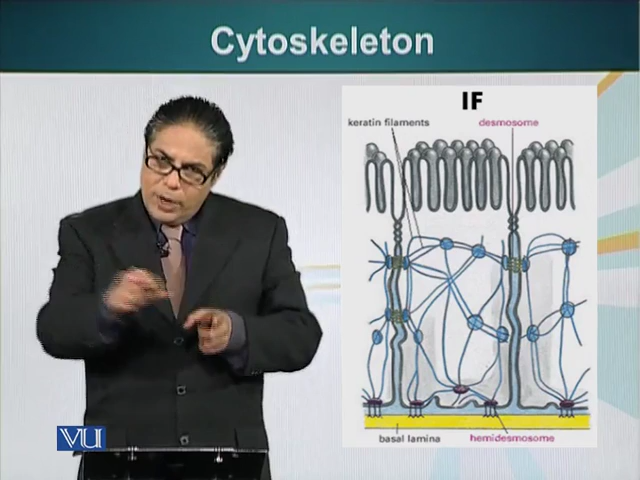 Cytoskeleton
IF
keratin filaments
desmosome
basal lamina
hemidesmosome
VU